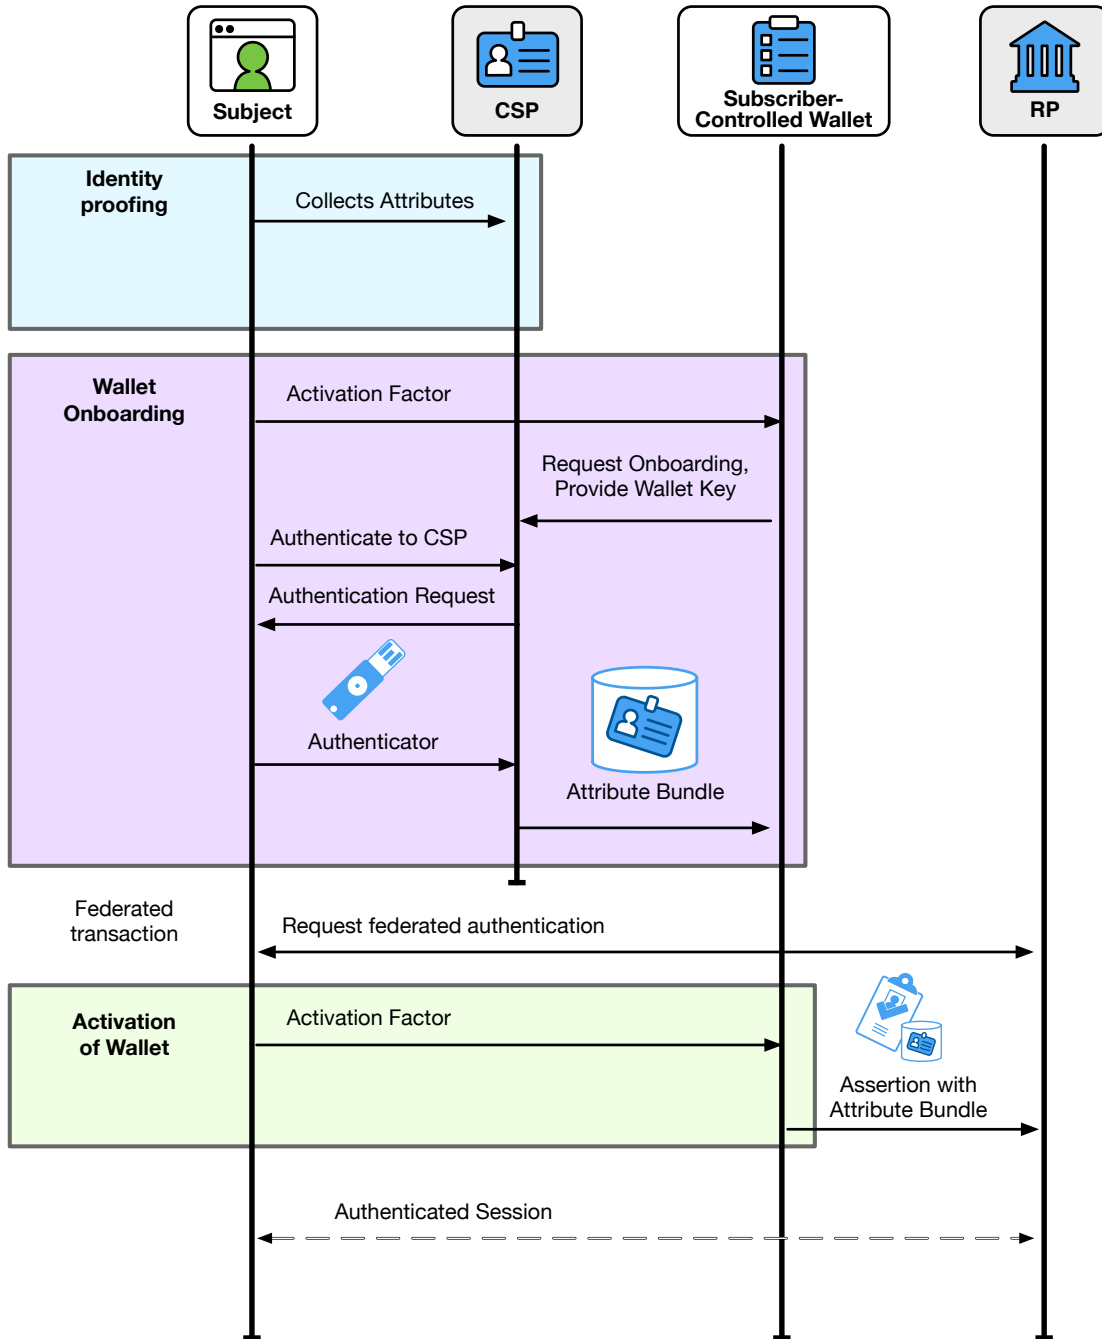 Subject
CSP
Subscriber-
Controlled Wallet
RP
Identity
proofing
Collects Attributes
Wallet
Onboarding
Activation Factor
Request Onboarding,
Provide Wallet Key
Authenticate to CSP
Authentication Request
Authenticator
Attribute Bundle
Federated
transaction
Request federated authentication
Activation
of Wallet
Activation Factor
Assertion with
Attribute Bundle
Authenticated Session